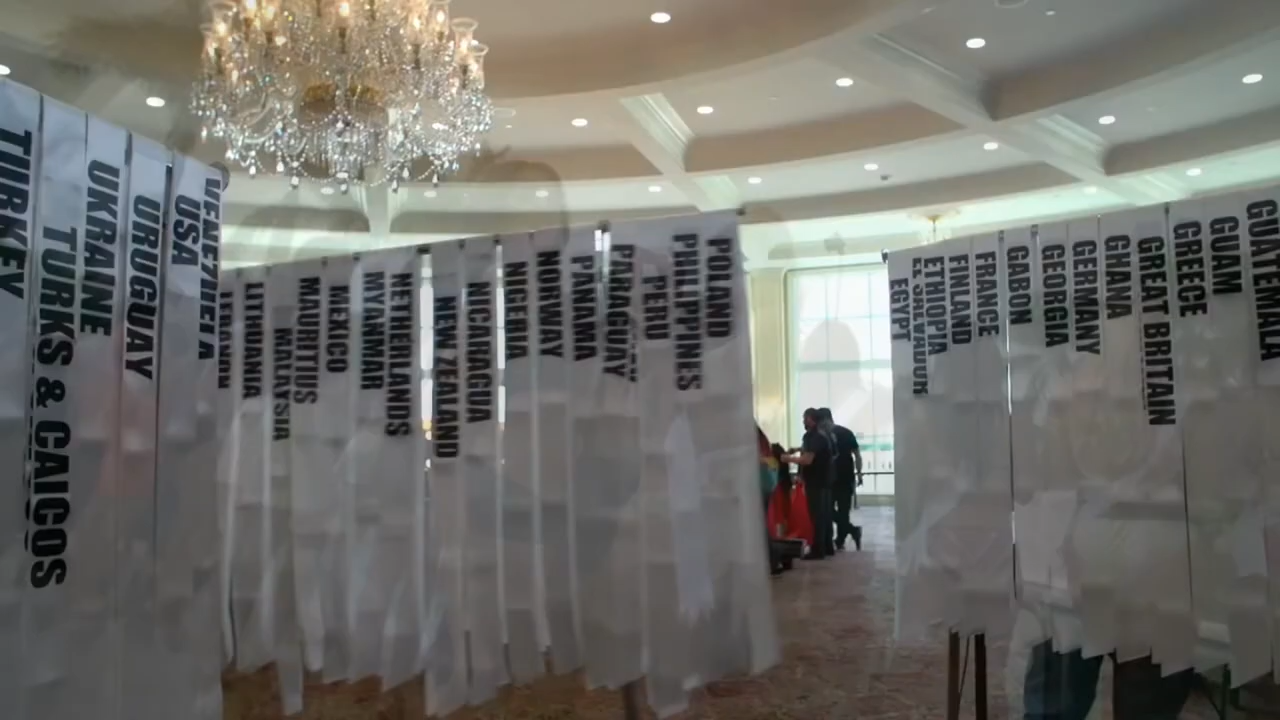 TURKEY
TURKS & CAICOS
UKRAINE
URUGUAY
USA
VENEZUELA
LITHUANIA
MALAYSIA
MAURITIUS
MEXICO
MYANMAR
NETHERLANDS
NEW ZEALAND
NICARAGUA
NIGERIA
NORWAY
PANAMA
PARAGUAY
PERU
PHILIPPINES
POLAND
EGYPT
EL SALVADOR
ETHIOPIA
FINLAND
FRANCE
GABON
GEORGIA
GERMANY
GHANA
GREAT BRITAIN
GREECE
GUAM
GUATEMALA